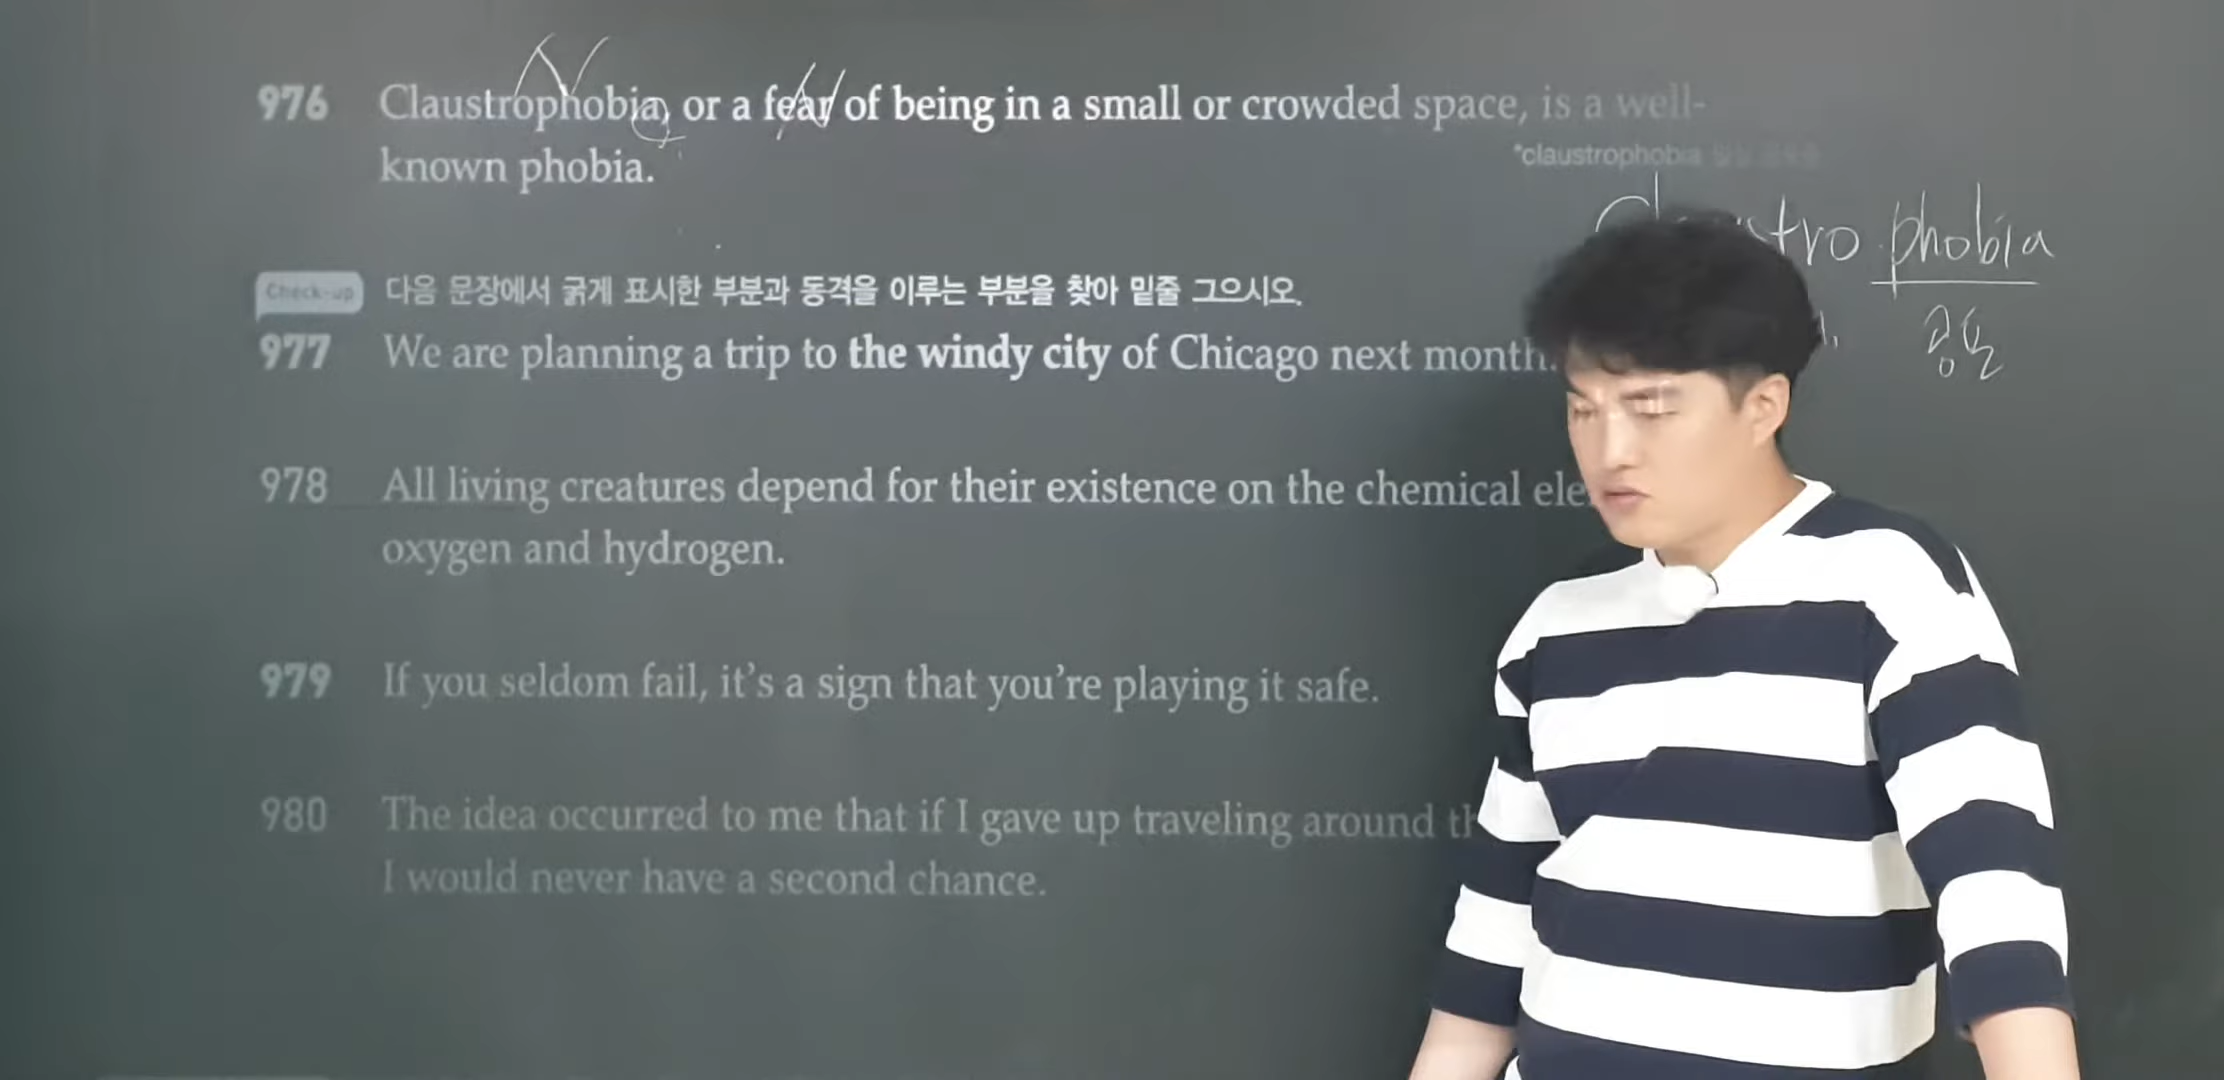 976 Claustrophobia, or a fear of being in a small or crowded space, is a well-
known phobia.
*claustrophobia
phobia
공포
Check-up 다음 문장에서 굵게 표시한 부분과 동격을 이루는 부분을 찾아 밑줄 그으시오.
977 We are planning a trip to the windy city of Chicago next month.
978 All living creatures depend for their existence on the chemical
oxygen and hydrogen.
979 If you seldom fail, it's a sign that you're playing it safe.
980 The idea occurred to me that if I gave up traveling around
I would never have a second chance.